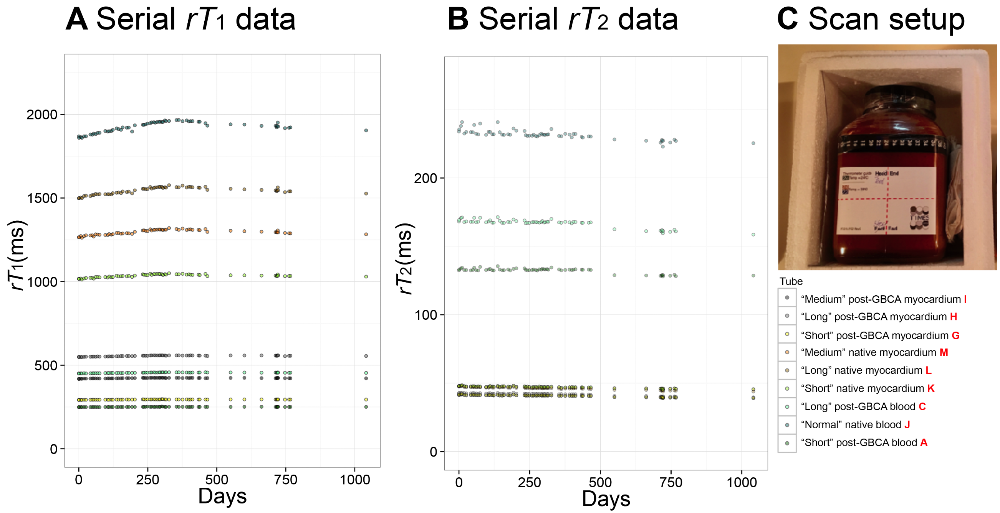 A Serial rT1 data
B Serial rT2 data
C Scan setup
rT1(ms)
2000
1500
1000
500
0
0 250 500 750 1000
Days
rT2(ms)
200
100
0
0 250 500 750 1000
Days
Head End
T1MES
Tube
“Medium” post-GBCA myocardium I
“Long” post-GBCA myocardium H
“Short” post-GBCA myocardium G
“Medium” native myocardium M
“Long” native myocardium L
“Short” native myocardium K
“Long” post-GBCA blood C
“Normal” native blood J
“Short” post-GBCA blood A